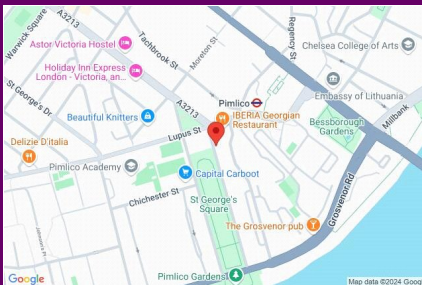 A3213
Warwick Square
Astor Victoria Hostel
Tachbrook St
Moreton St
Regency St
Chelsea College of Arts
Holiday Inn Express
London - Victoria, an...
St George's Dr
A3213
Pimlico
Embassy of Lithuania
Millbank
Beautiful Knitters
IBERIA Georgian
Restaurant
Bessborough
Gardens
Lupus St
Delizie D'italia
Pimlico Academy
Capital Carboot
Chichester St
St George's
Square
Grosvenor Rd
The Grosvenor pub
Pimlico Gardens
Google
Map data ©2024 Goog